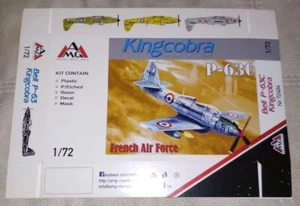 Kingcobra
1/72
AMG
KIT CONTAIN
Plastic
P/Etched
Resin
Decal
Mask
P-63C
French Air Force
1/72
Bell P-63
Kingcobra
1/72
Bell P-63C
Kingcobra